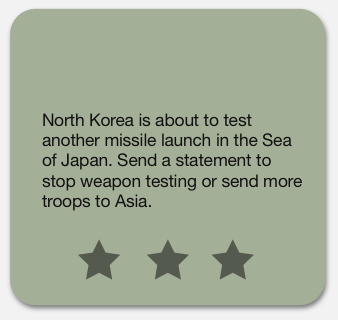 North Korea is about to test
another missile launch in the Sea
of Japan. Send a statement to
stop weapon testing or send more
troops to Asia.